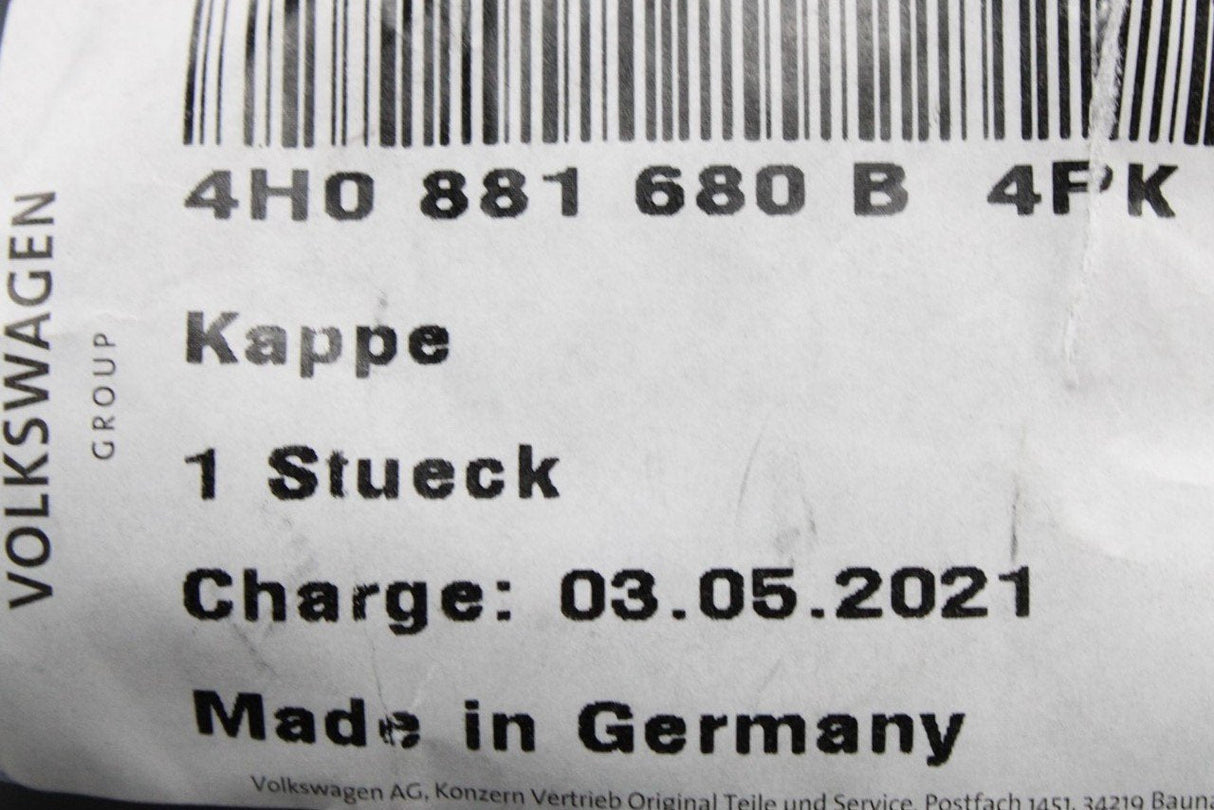 4H0 881 680 B 4PK
Kappe
1 Stueck
Charge: 03.05.2021
Made in Germany
VOLKSWAGEN
GROUP
Volkswagen AG, Konzern Vertrieb Original Teile und Service, Postfach 1451, 34219